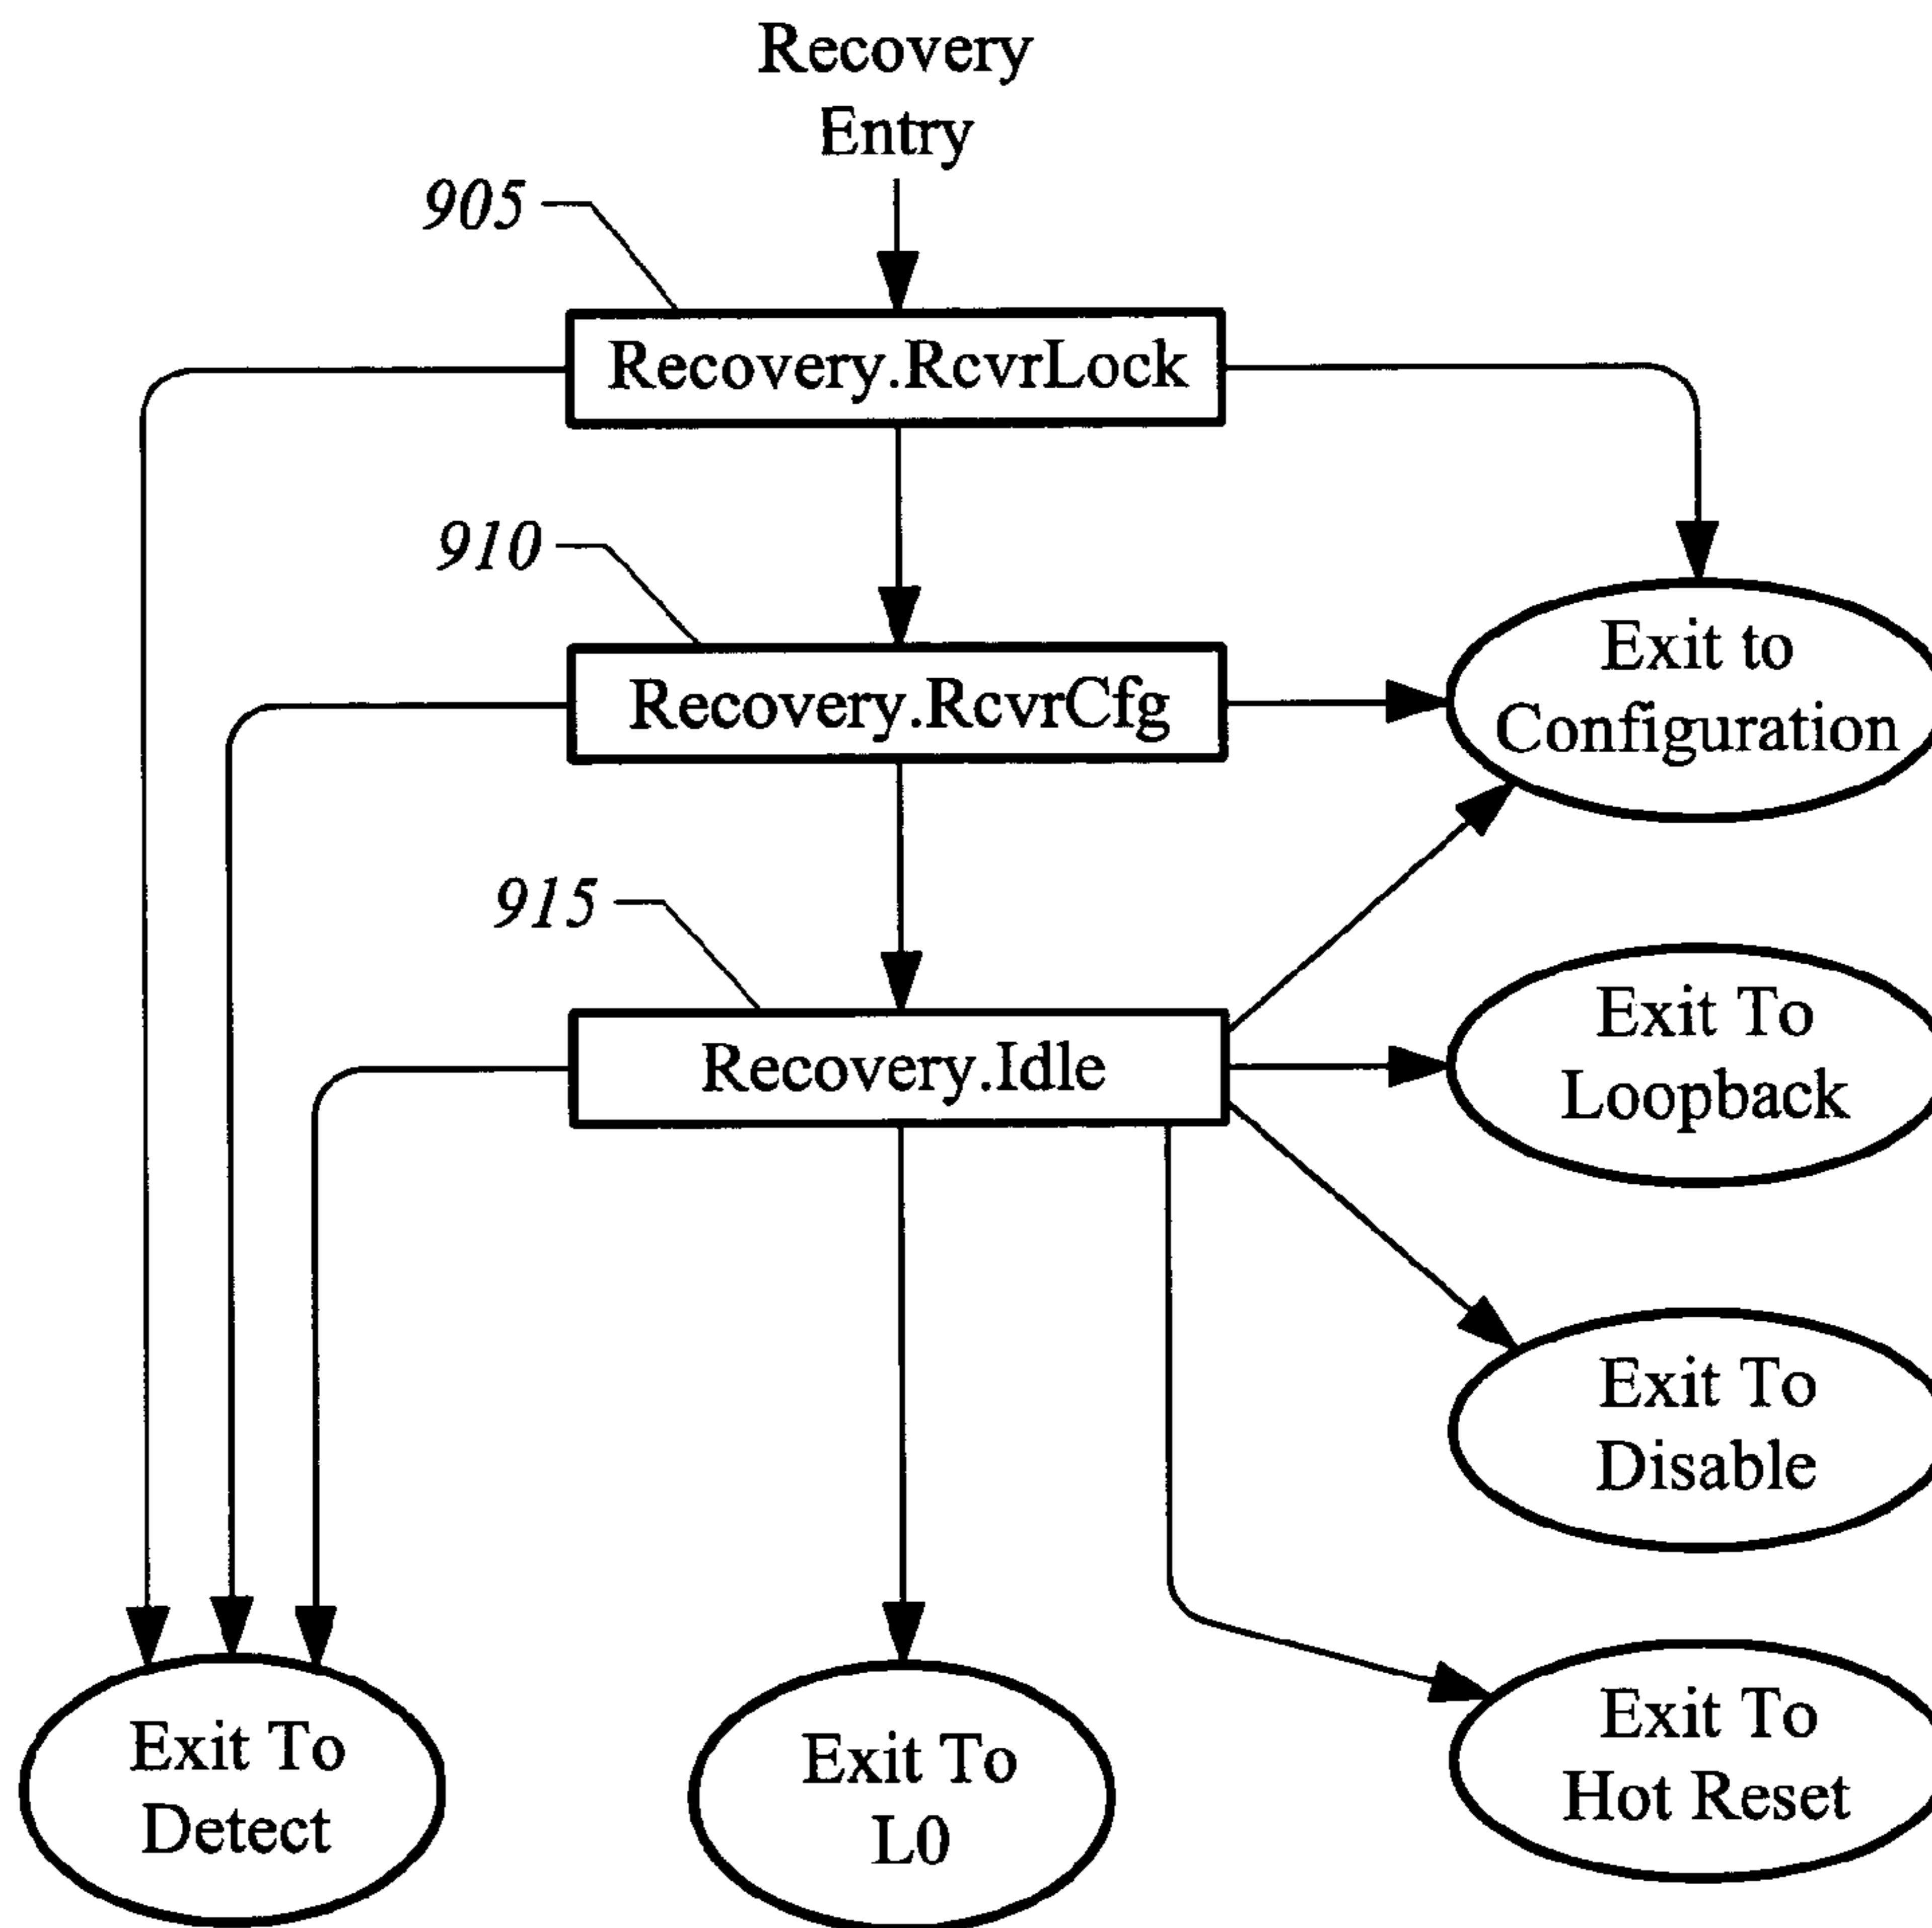 Recovery
Entry
905
Recovery.RcvrLock
910
Recovery.RcvrCfg
Exit to
Configuration
915
Recovery.Idle
Exit To
Loopback
Exit To
Disable
Exit To
Detect
Exit To
L0
Exit To
Hot Reset